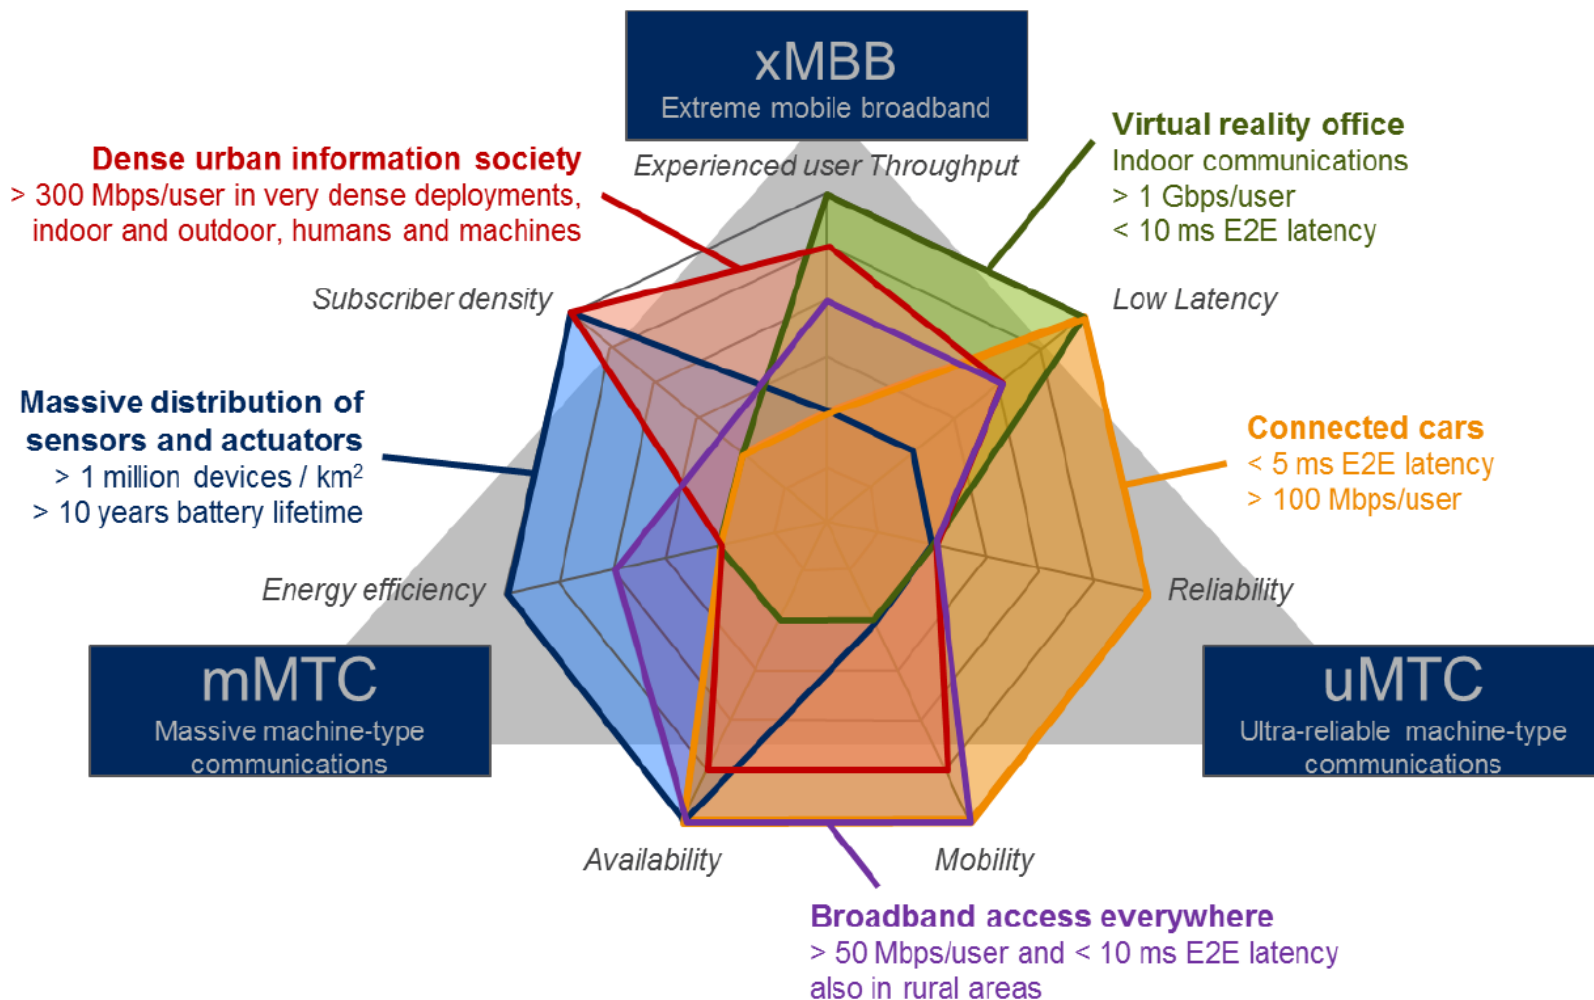 xMBB
Extreme mobile broadband
Experienced user Throughput
Dense urban information society
> 300 Mbps/user in very dense deployments,
indoor and outdoor, humans and machines
Virtual reality office
Indoor communications
> 1 Gbps/user
< 10 ms E2E latency
Subscriber density
Low Latency
Massive distribution of
sensors and actuators
> 1 million devices / km²
> 10 years battery lifetime
Connected cars
< 5 ms E2E latency
> 100 Mbps/user
Energy efficiency
Reliability
mMTC
Massive machine-type
communications
uMTC
Ultra-reliable machine-type
communications
Availability
Mobility
Broadband access everywhere
> 50 Mbps/user and < 10 ms E2E latency
also in rural areas